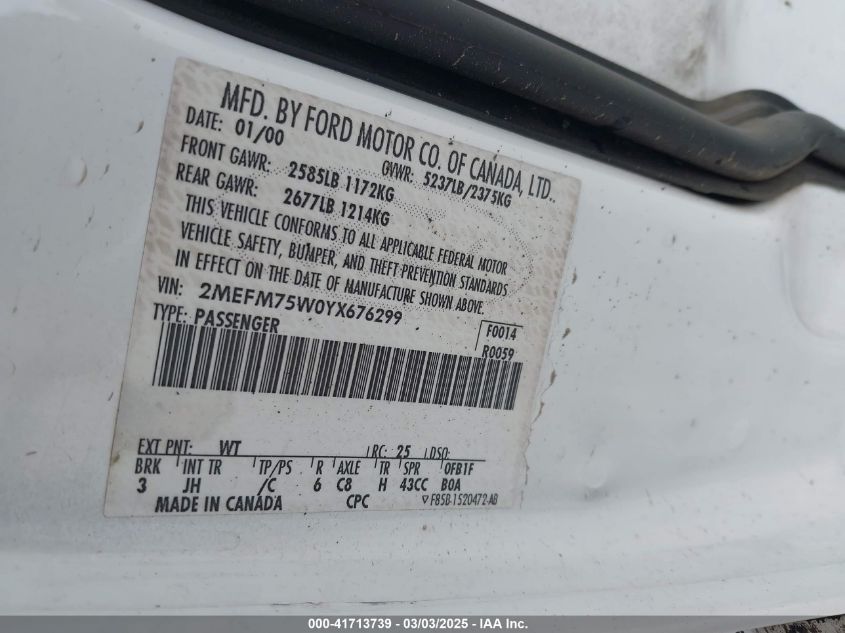 MFD. BY FORD MOTOR CO. OF CANADA, LTD..
DATE: 01/00 GVWR: 5237LB/2375KG
FRONT GAWR: 2585LB 1172KG
REAR GAWR: 2677LB 1214KG
THIS VEHICLE CONFORMS TO ALL APPLICABLE FEDERAL MOTOR
VEHICLE SAFETY, BUMPER, AND THEFT PREVENTION STANDARDS
IN EFFECT ON THE DATE OF MANUFACTURE SHOWN ABOVE.
VIN: 2MEFM75W0YX676299
TYPE: PASSENGER
F0014
R0059
EXT PNT: WT RC: 25 DSO:
BRK INT TR TP/PS R AXLE TR SPR OFB1F
3 JH /C 6 C8 H 43CC BOA
MADE IN CANADA CPC ▽ F85B-1520472-AB
000-41713739 - 03/03/2025 - IAA Inc.